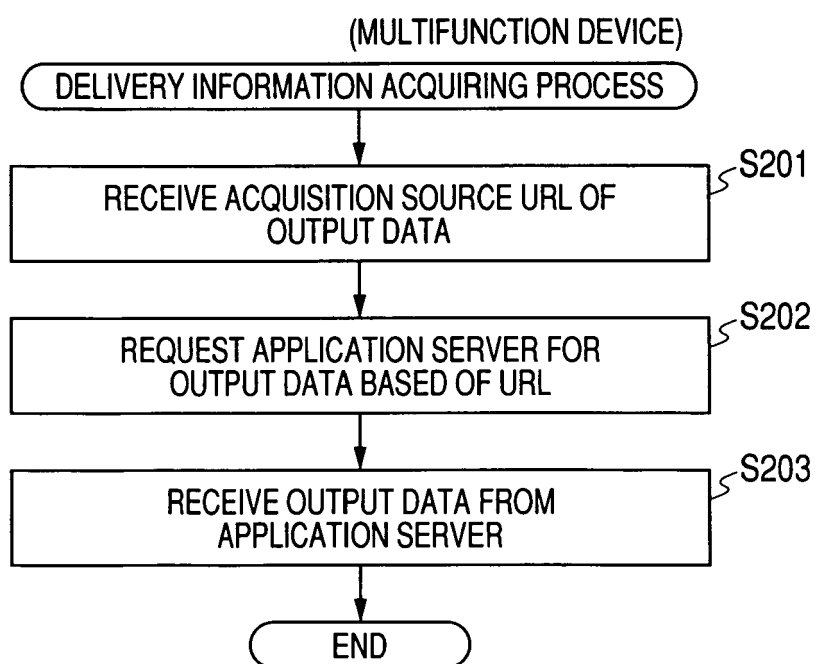 (MULTIFUNCTION DEVICE)
DELIVERY INFORMATION ACQUIRING PROCESS
S201
RECEIVE ACQUISITION SOURCE URL OF
OUTPUT DATA
S202
REQUEST APPLICATION SERVER FOR
OUTPUT DATA BASED OF URL
S203
RECEIVE OUTPUT DATA FROM
APPLICATION SERVER
END